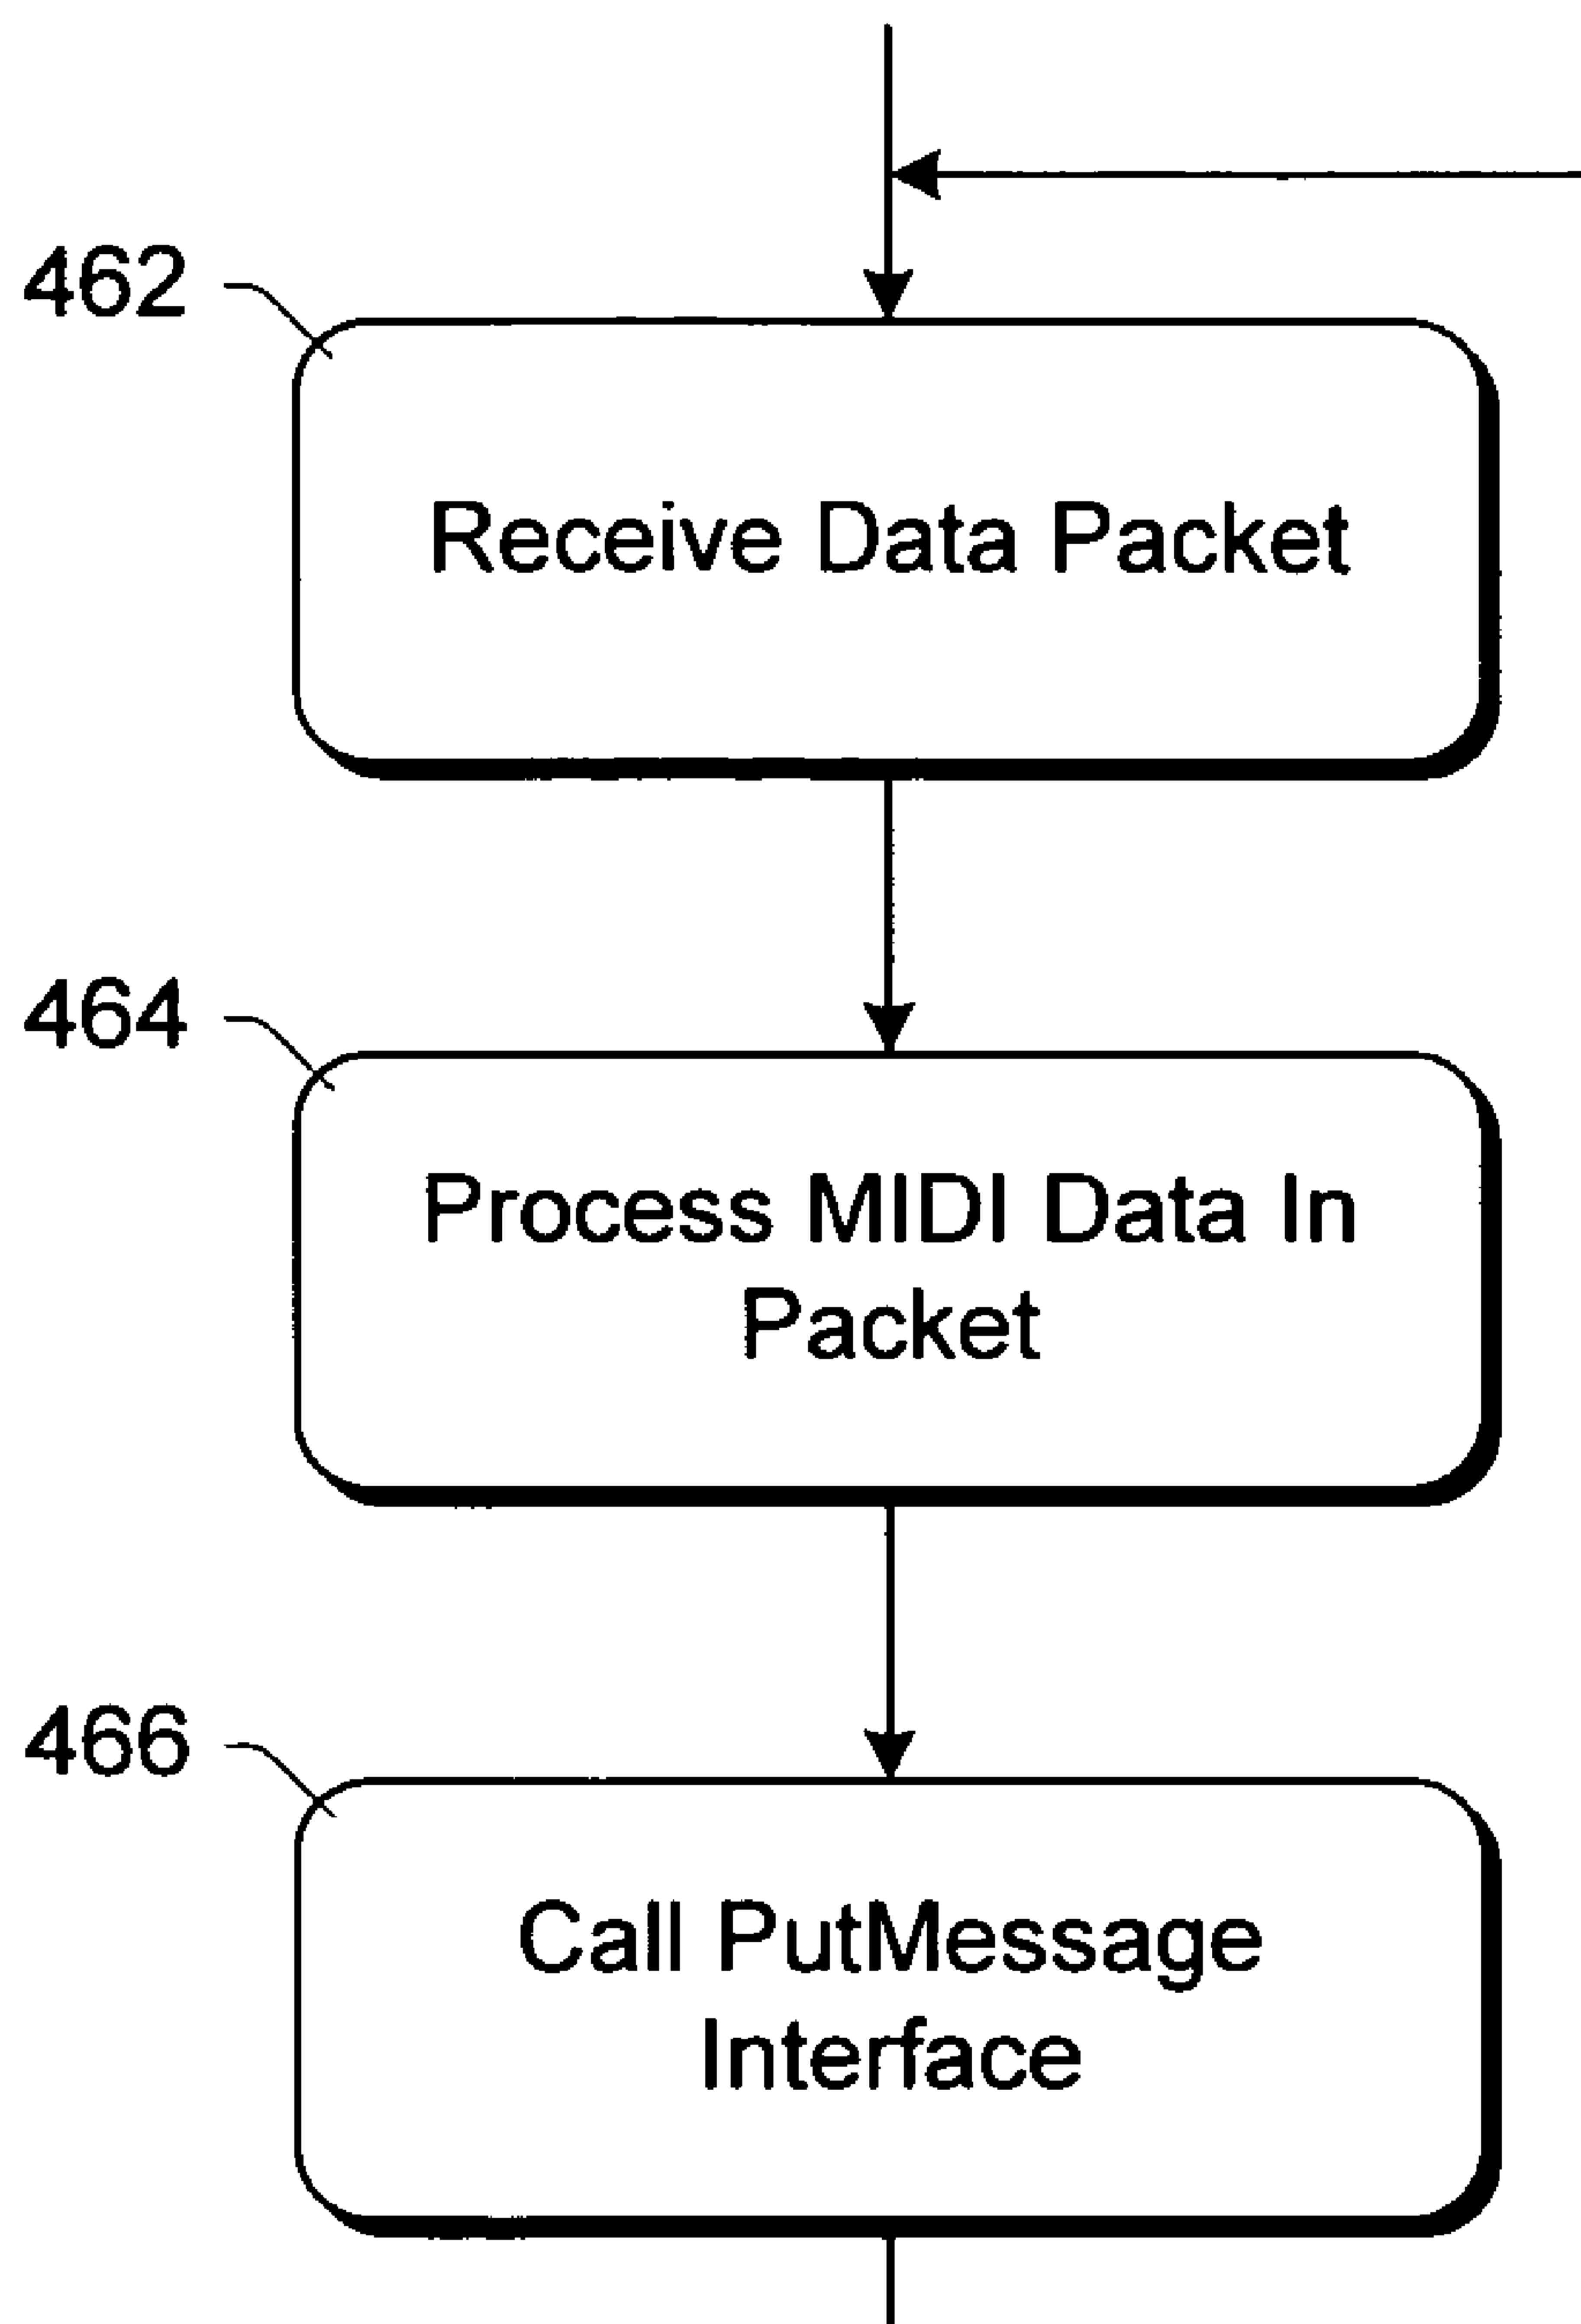 462
Receive Data Packet
464
Process MIDI Data In
Packet
466
Call PutMessage
Interface